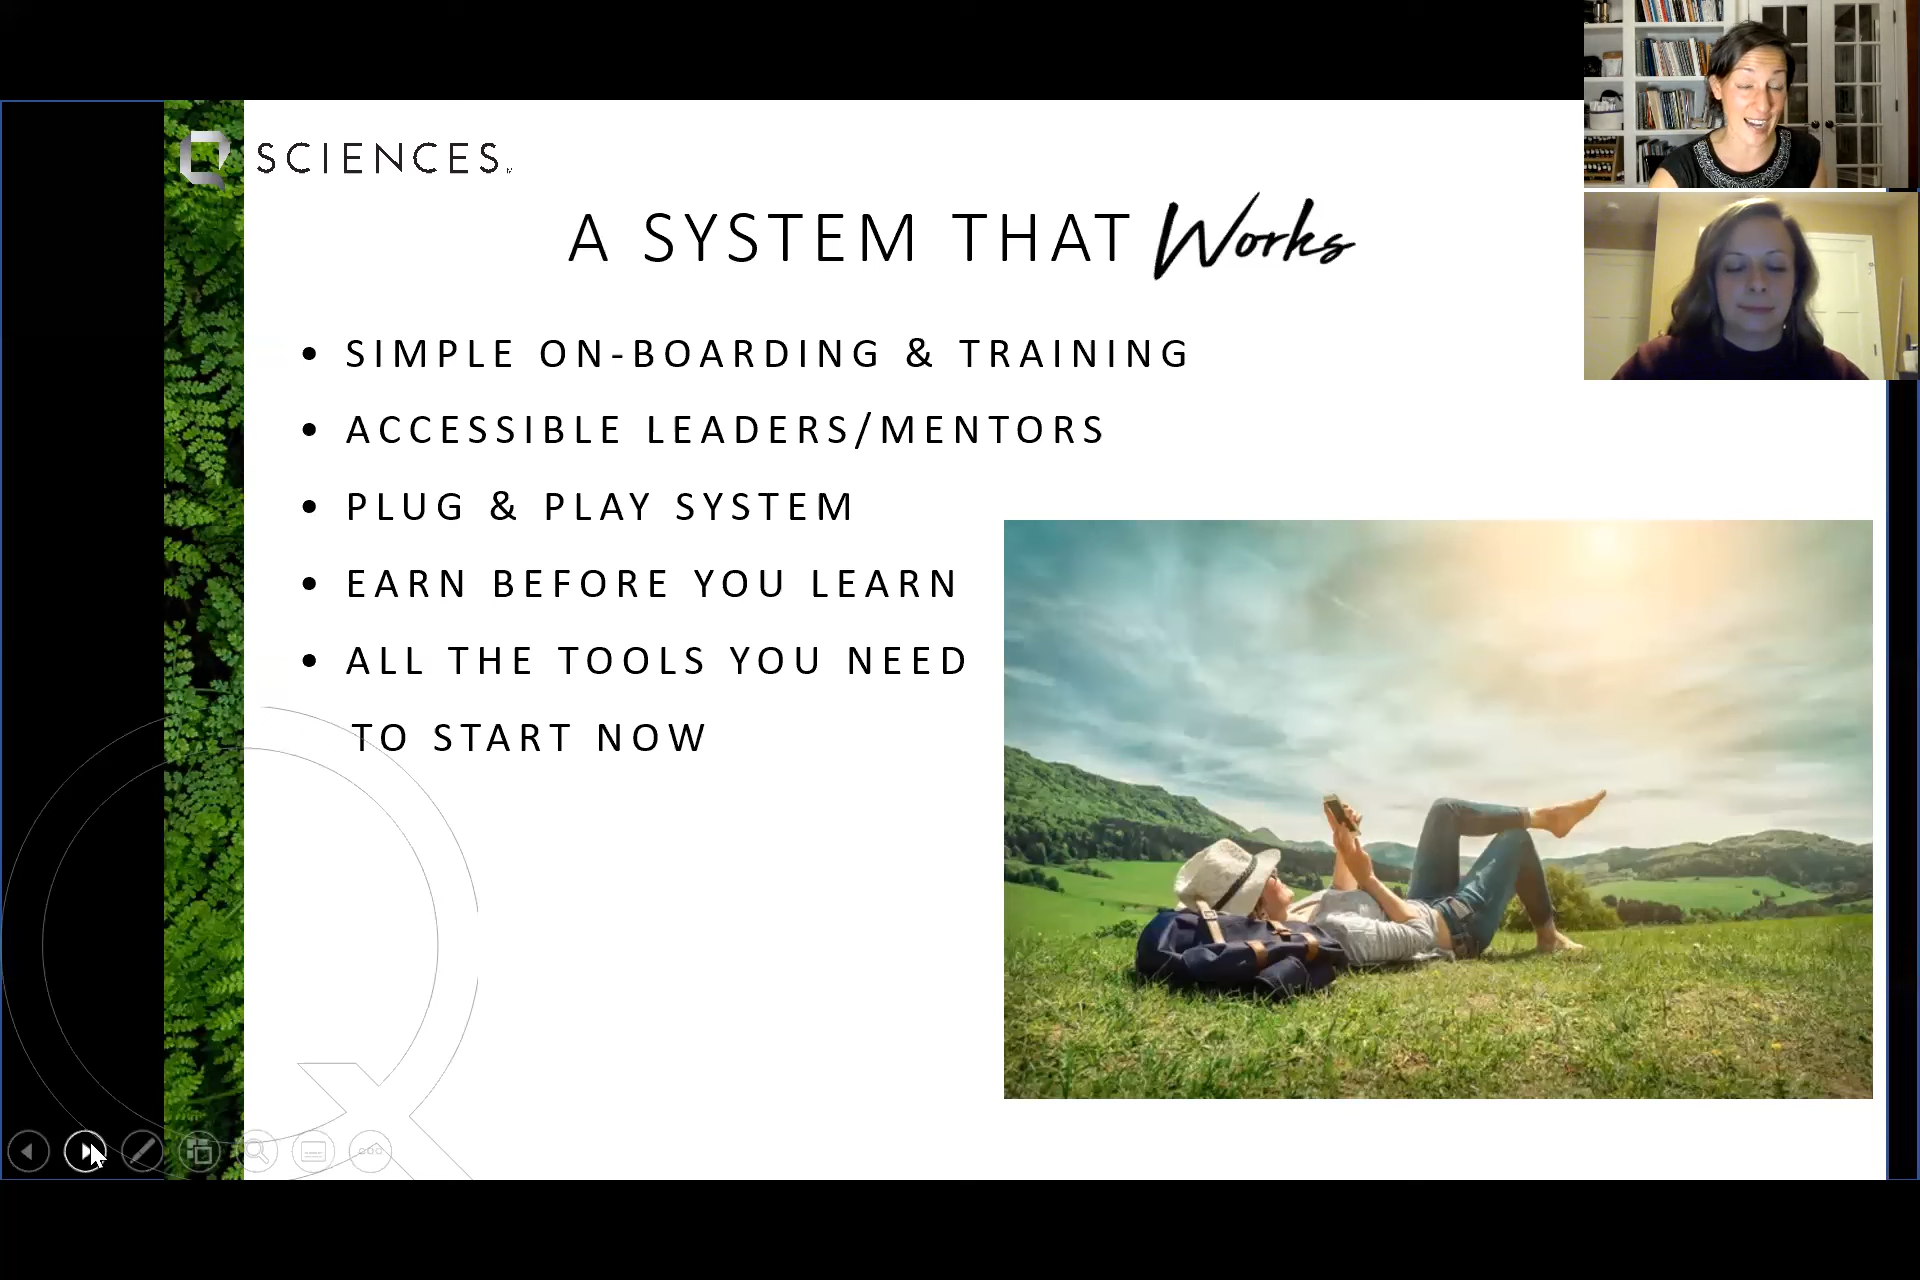 Q SCIENCES
A SYSTEM THAT Works
• SIMPLE ON-BOARDING & TRAINING
• ACCESSIBLE LEADERS/MENTORS
• PLUG & PLAY SYSTEM
• EARN BEFORE YOU LEARN
• ALL THE TOOLS YOU NEED
TO START NOW